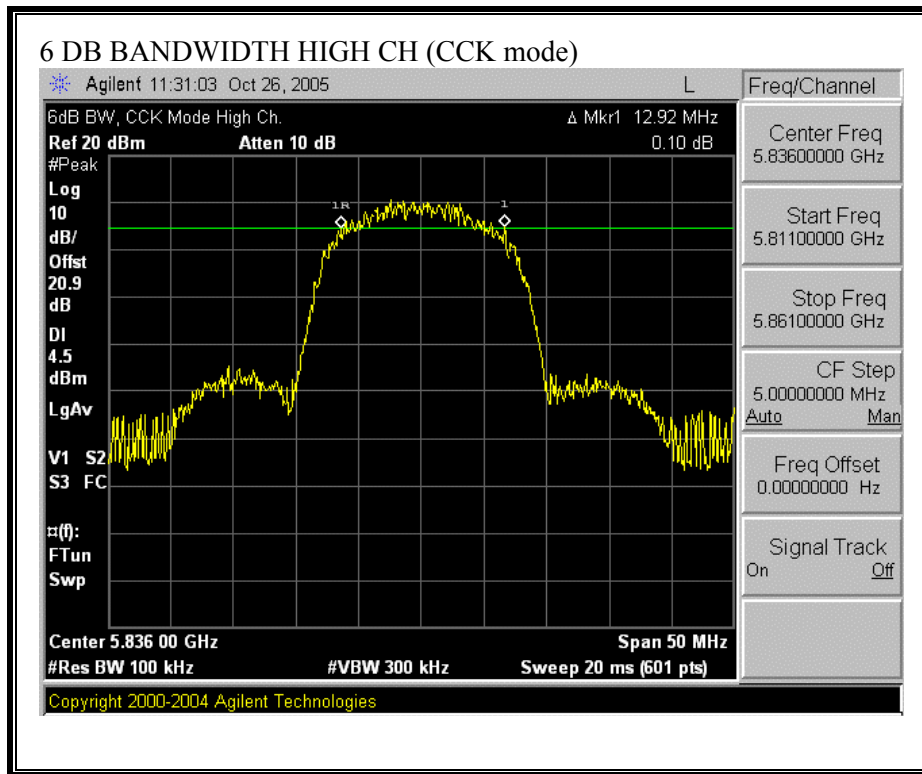 6 DB BANDWIDTH HIGH CH (CCK mode)
Agilent 11:31:03 Oct 26, 2005 L
Freq/Channel
6dB BW, CCK Mode High Ch. Δ Mkr1 12.92 MHz
Ref 20 dBm Atten 10 dB 0.10 dB
#Peak
Log
10
dB/
Offst
20.9
dB
DI
4.5
dBm
LgAv
V1 S2
S3 FC
¤(f):
FTun
Swp
1R
1
Center 5.836 00 GHz Span 50 MHz
#Res BW 100 kHz #VBW 300 kHz Sweep 20 ms (601 pts)
Copyright 2000-2004 Agilent Technologies
Center Freq
5.83600000 GHz
Start Freq
5.81100000 GHz
Stop Freq
5.86100000 GHz
CF Step
5.00000000 MHz
Auto Man
Freq Offset
0.00000000 Hz
Signal Track
On Off